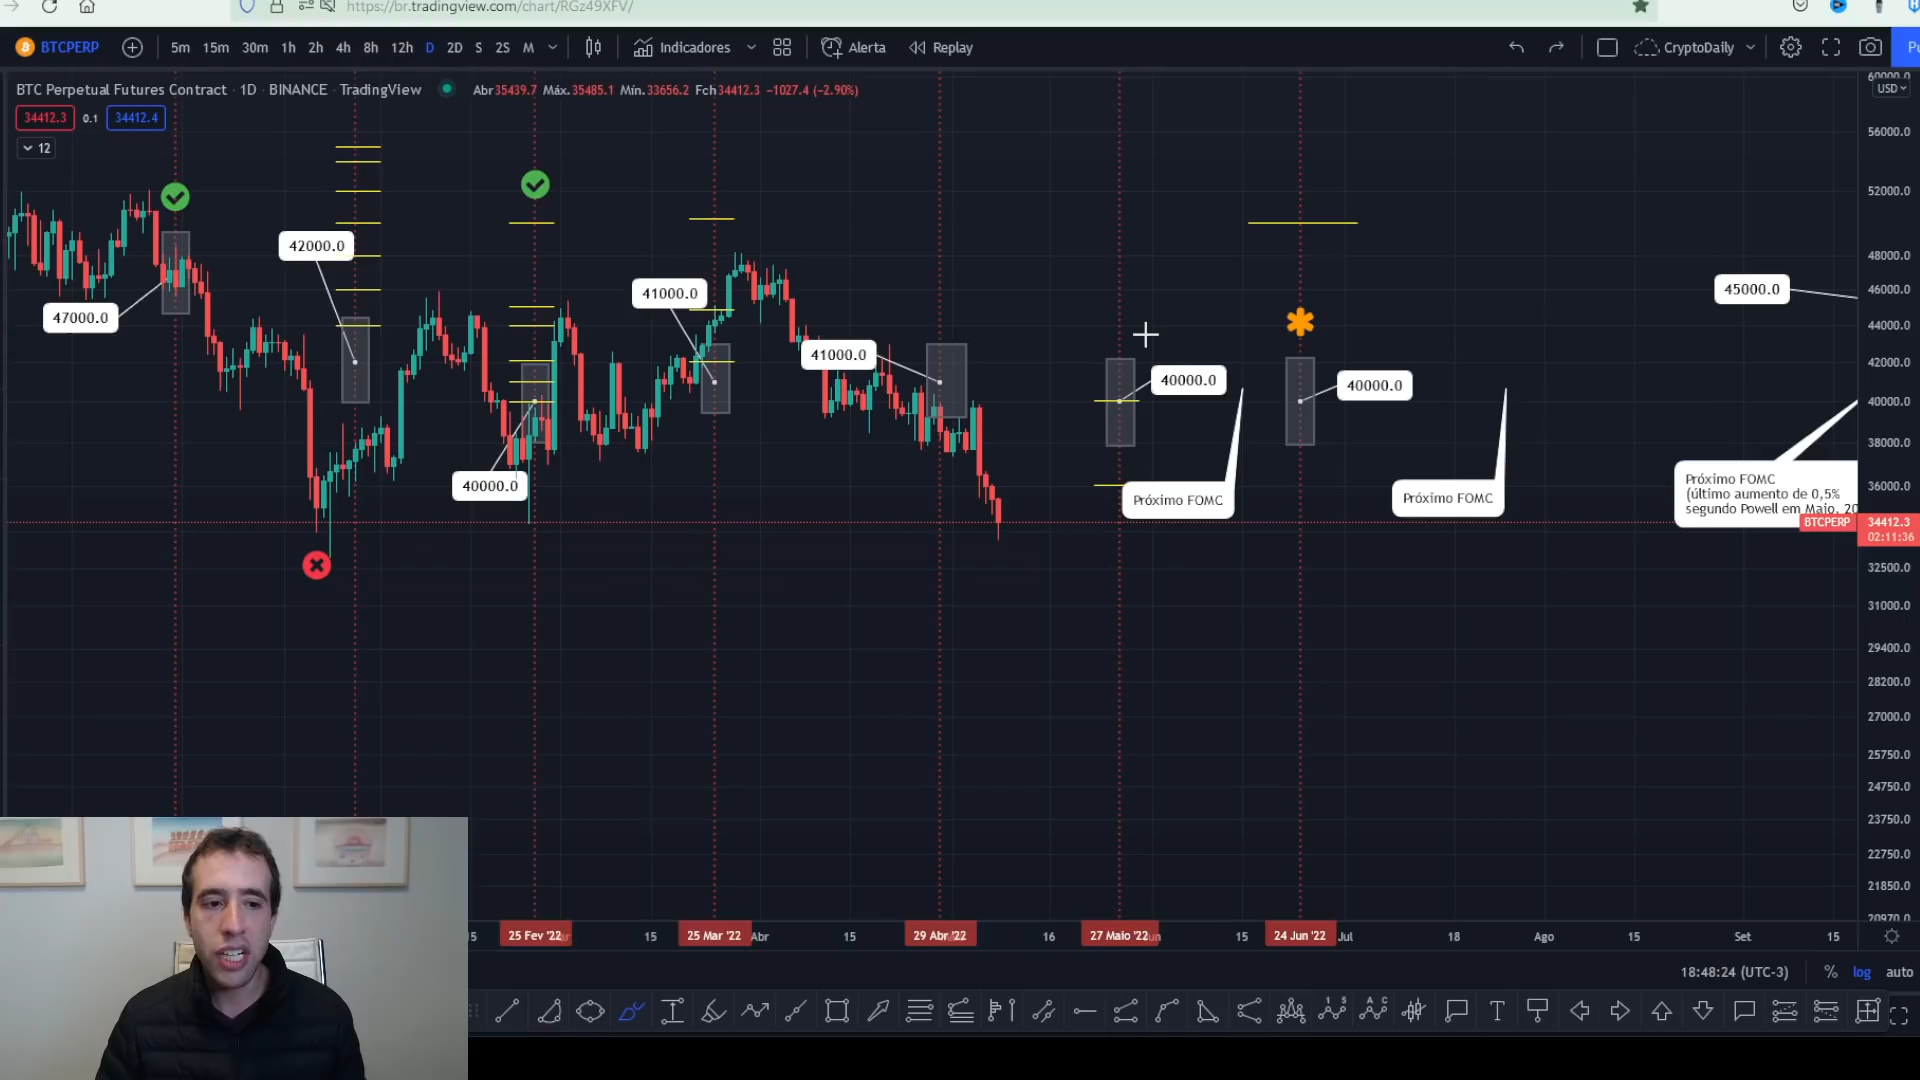 https://br.tradingview.com/chart/RGz49XFV/
BTCPERP
5m 15m 30m 1h 2h 4h 8h 12h D 2D S 2S M
Indicadores
Alerta
Replay
CryptoDaily
BTC Perpetual Futures Contract · 1D · BINANCE · TradingView
Abr35439.7 Máx.35485.1 Mín.33656.2 Fch34412.3 −1027.4 (−2.90%)
34412.3 0.1 34412.4
12
60000.0
USD
56000.0
52000.0
48000.0
46000.0
44000.0
42000.0
40000.0
38000.0
36000.0
BTCPERP 34412.3
02:11:36
32500.0
31000.0
29400.0
28200.0
27000.0
25750.0
24750.0
23750.0
22750.0
21850.0
20970.0
47000.0
42000.0
40000.0
41000.0
41000.0
40000.0
40000.0
45000.0
Próximo FOMC
Próximo FOMC
Próximo FOMC
(último aumento de 0,5%
segundo Powell em Maio, 20
25 Fev '22
15
25 Mar '22
Abr
15
29 Abr '22
16
27 Maio '22
15
24 Jun '22
Jul
18
Ago
15
Set
15
18:48:24 (UTC-3)
% log auto